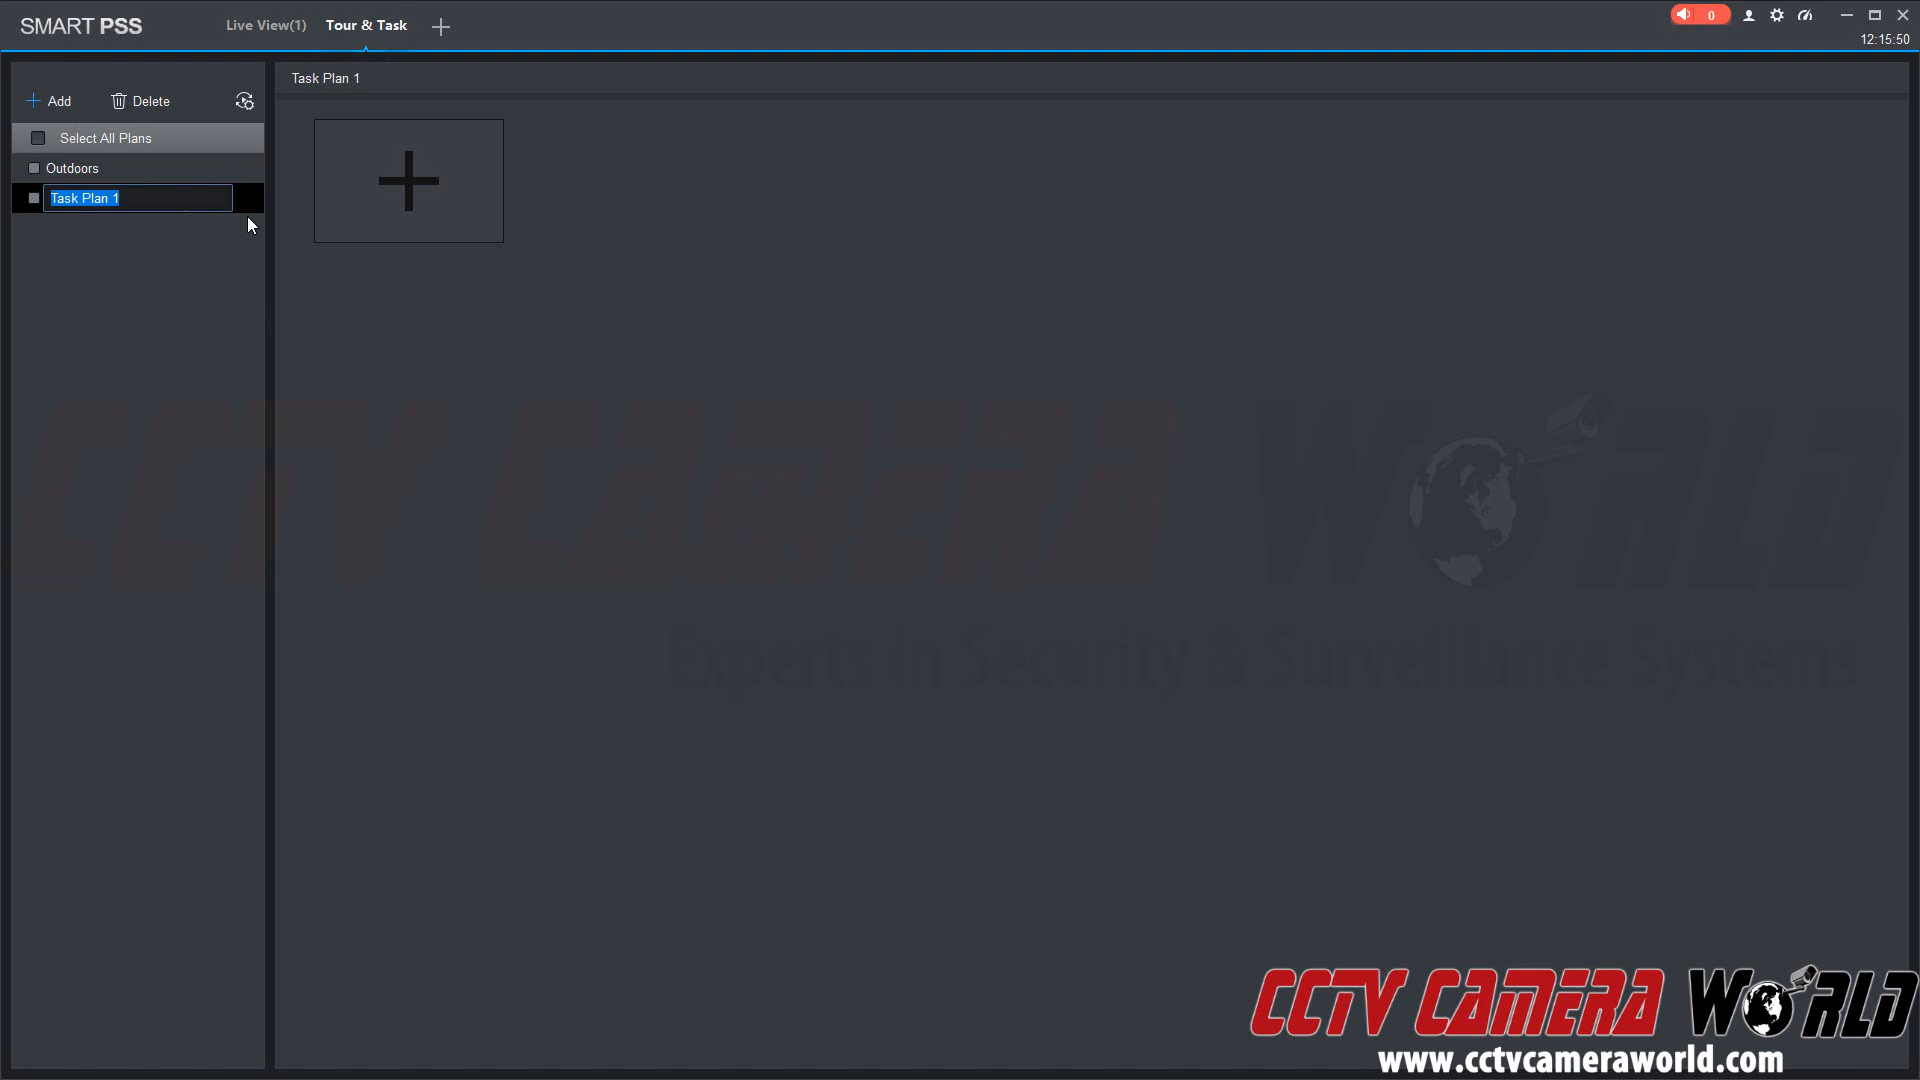 SMART PSS
Live View(1)
Tour & Task
0
12:15:50
Add
Delete
Task Plan 1
Select All Plans
Outdoors
Task Plan 1
CCTV CAMERA WORLD
Experts in Security & Surveillance Systems
CCTV CAMERA WORLD
www.cctvcameraworld.com